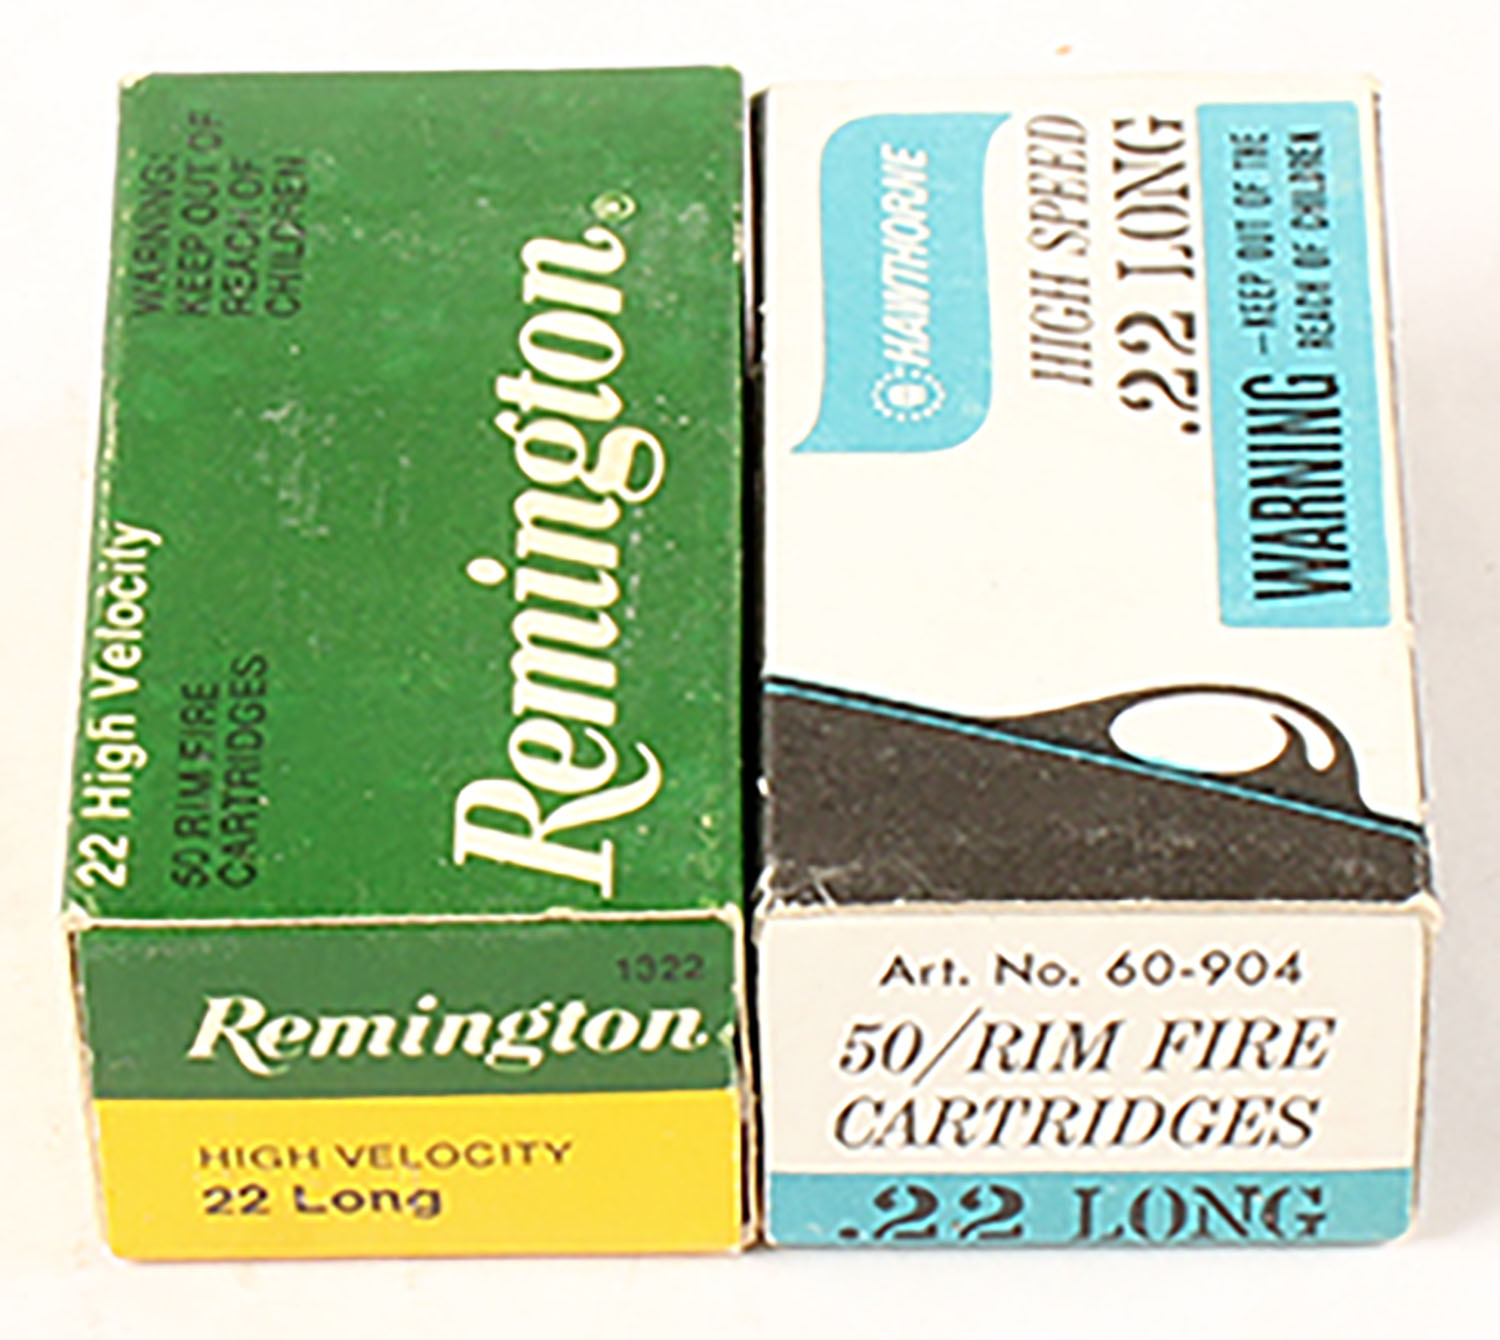 WARNING:
KEEP OUT OF
REACH OF
CHILDREN
22 High Velocity
50 RIM FIRE
CARTRIDGES
Remington®
1322
Remington
HIGH VELOCITY
22 Long
HAWTHORNE
HIGH SPEED
.22 LONG
WARNING —KEEP OUT OF THE
REACH OF CHILDREN
Art. No. 60-904
50/RIM FIRE
CARTRIDGES
.22 LONG